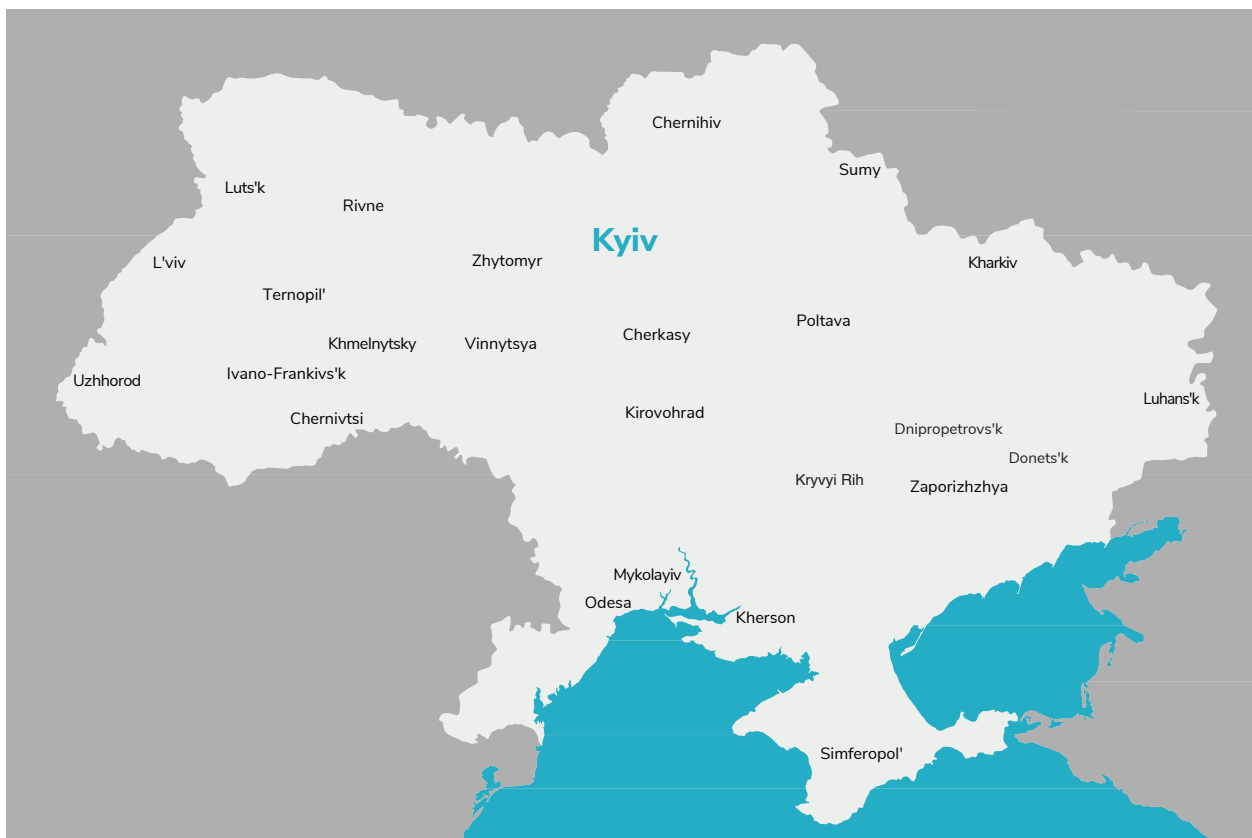 Chernihiv
Sumy
Luts'k
Rivne
Kyiv
L'viv
Zhytomyr
Kharkiv
Ternopil'
Poltava
Cherkasy
Khmelnytsky
Vinnytsya
Ivano-Frankivs'k
Uzhhorod
Luhans'k
Kirovohrad
Chernivtsi
Dnipropetrovs'k
Donets'k
Kryvyi Rih
Zaporizhzhya
Mykolayiv
Odesa
Kherson
Simferopol'